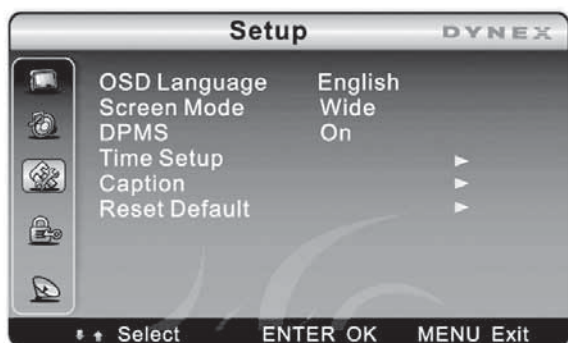 Setup DYNEX
OSD Language English
Screen Mode Wide
DPMS On
Time Setup
Caption
Reset Default
Select ENTER OK MENU Exit